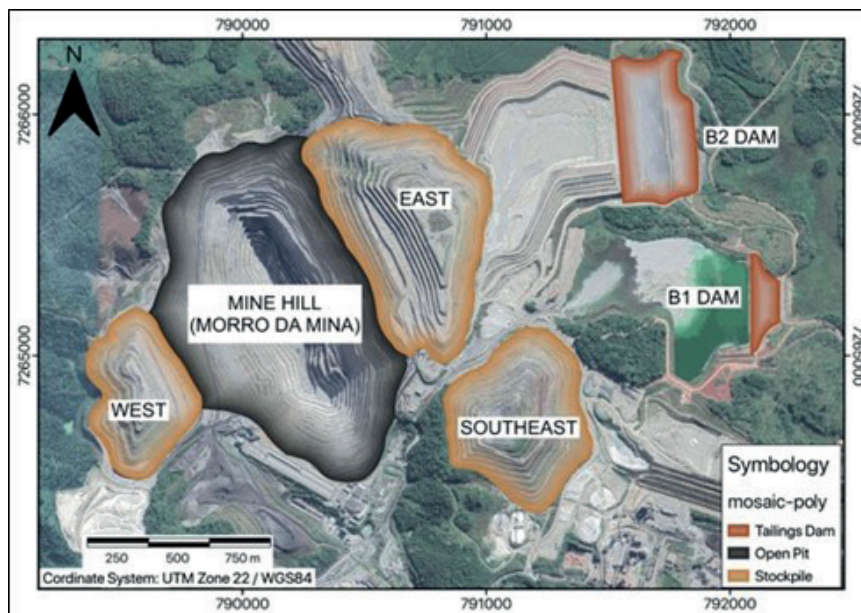 790000
791000
792000
N
7266000
7266000
B2 DAM
EAST
MINE HILL
(MORRO DA MINA)
B1 DAM
7265000
7265000
WEST
SOUTHEAST
Symbology
mosaic-poly
Tailings Dam
Open Pit
Stockpile
250
500
750 m
Cordinate System: UTM Zone 22 / WGS84
790000
791000
792000